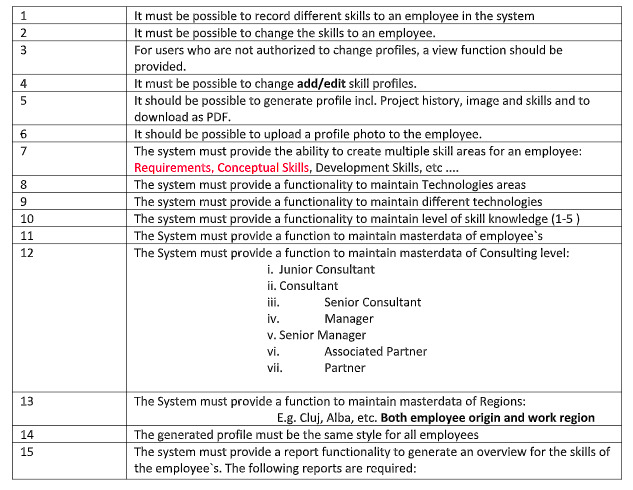 1 It must be possible to record different skills to an employee in the system
2 It must be possible to change the skills to an employee.
3 For users who are not authorized to change profiles, a view function should be
provided.
4 It must be possible to change add/edit skill profiles.
5 It should be possible to generate profile incl. Project history, image and skills and to
download as PDF.
6 It should be possible to upload a profile photo to the employee.
7 The system must provide the ability to create multiple skill areas for an employee:
Requirements, Conceptual Skills, Development Skills, etc ....
8 The system must provide a functionality to maintain Technologies areas
9 The system must provide a functionality to maintain different technologies
10 The system must provide a functionality to maintain level of skill knowledge (1-5 )
11 The System must provide a function to maintain masterdata of employee`s
12 The System must provide a function to maintain masterdata of Consulting level:
i. Junior Consultant
ii. Consultant
iii. Senior Consultant
iv. Manager
v. Senior Manager
vi. Associated Partner
vii. Partner
13 The System must provide a function to maintain masterdata of Regions:
E.g. Cluj, Alba, etc. Both employee origin and work region
14 The generated profile must be the same style for all employees
15 The system must provide a report functionality to generate an overview for the skills of
the employee`s. The following reports are required: